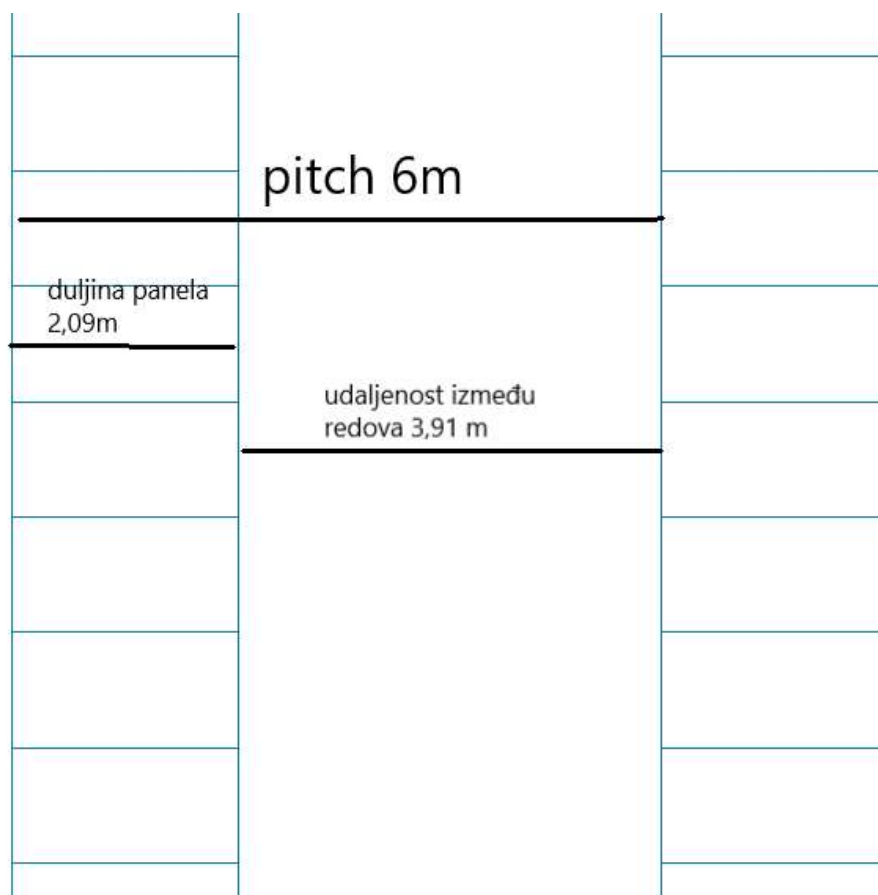 pitch 6m
duljina panela
2,09m
udaljenost između
redova 3,91 m